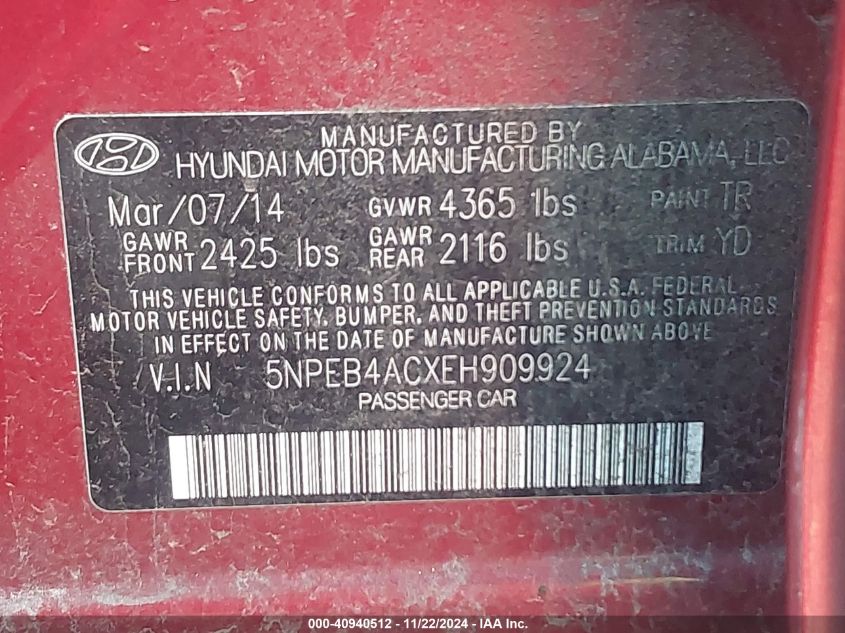 MANUFACTURED BY
HYUNDAI MOTOR MANUFACTURING ALABAMA, LLC
Mar/07/14 GVWR 4365 lbs PAINT TR
GAWR FRONT 2425 lbs GAWR REAR 2116 lbs TRIM YD
THIS VEHICLE CONFORMS TO ALL APPLICABLE U.S.A. FEDERAL
MOTOR VEHICLE SAFETY, BUMPER, AND THEFT PREVENTION STANDARDS
IN EFFECT ON THE DATE OF MANUFACTURE SHOWN ABOVE
V.I.N 5NPEB4ACXEH909924
PASSENGER CAR
000-40940512 - 11/22/2024 - IAA Inc.